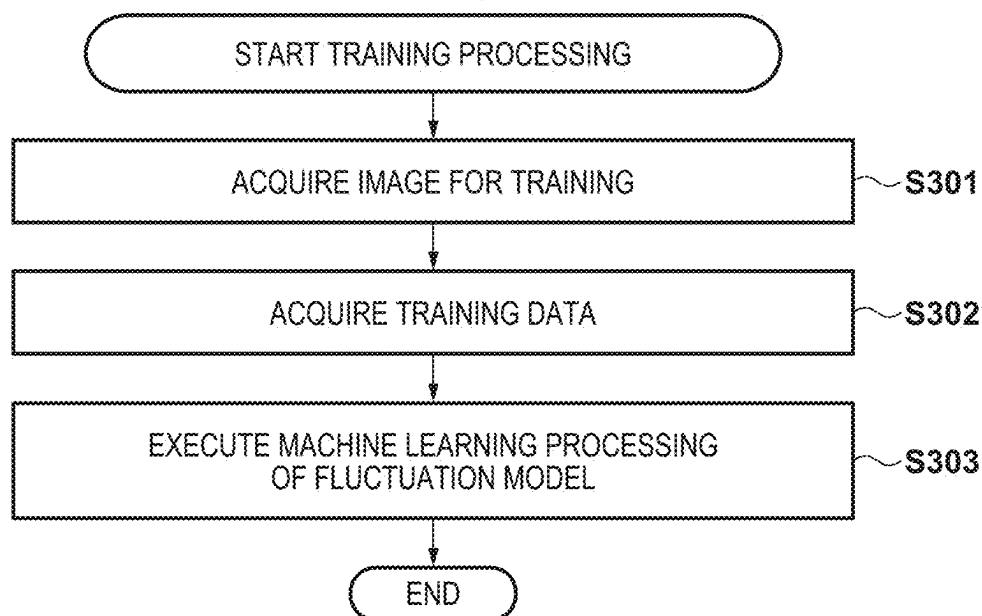 START TRAINING PROCESSING
ACQUIRE IMAGE FOR TRAINING
S301
ACQUIRE TRAINING DATA
S302
EXECUTE MACHINE LEARNING PROCESSING
OF FLUCTUATION MODEL
S303
END